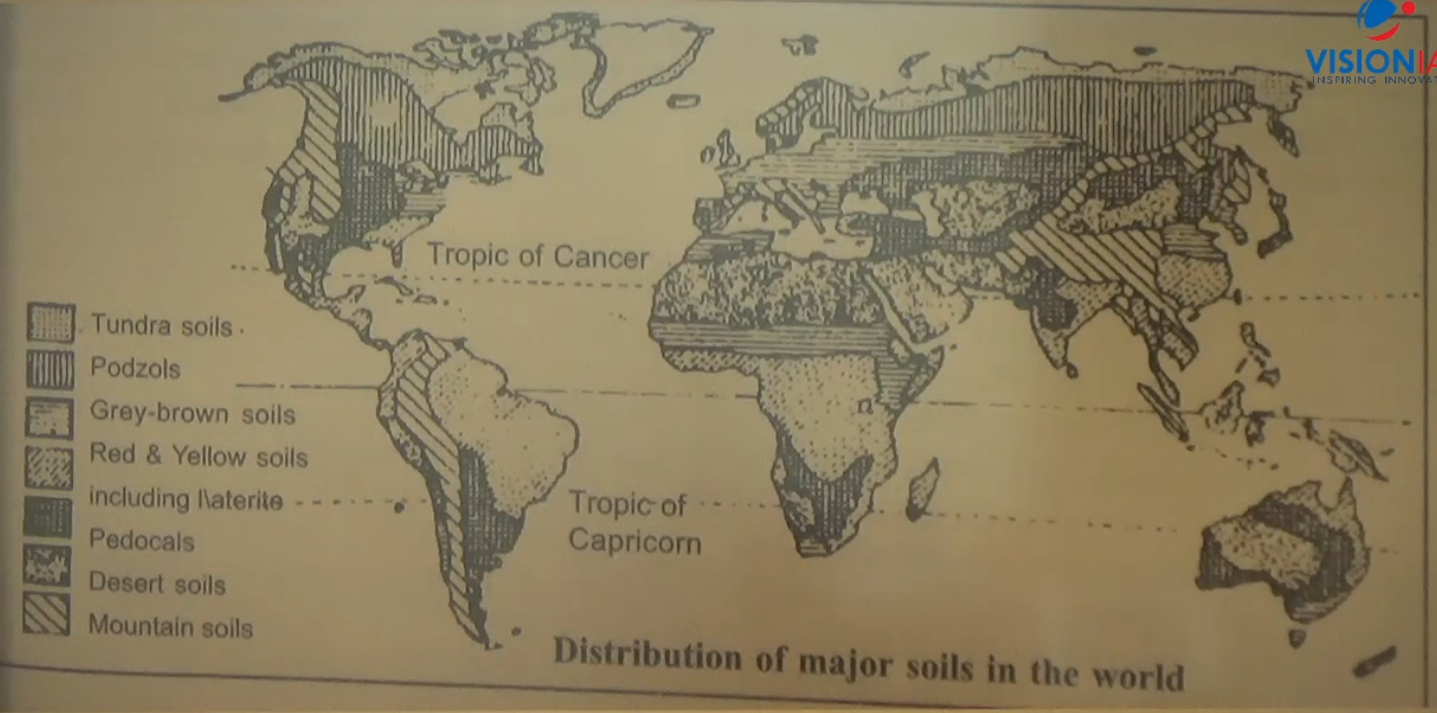 VISION
INSPIRING INNOVAT
Tropic of Cancer
Tundra soils
Podzols
Grey-brown soils
Red & Yellow soils
including l\aterite
Pedocals
Desert soils
Mountain soils
n
Tropic of
Capricorn
Distribution of major soils in the world